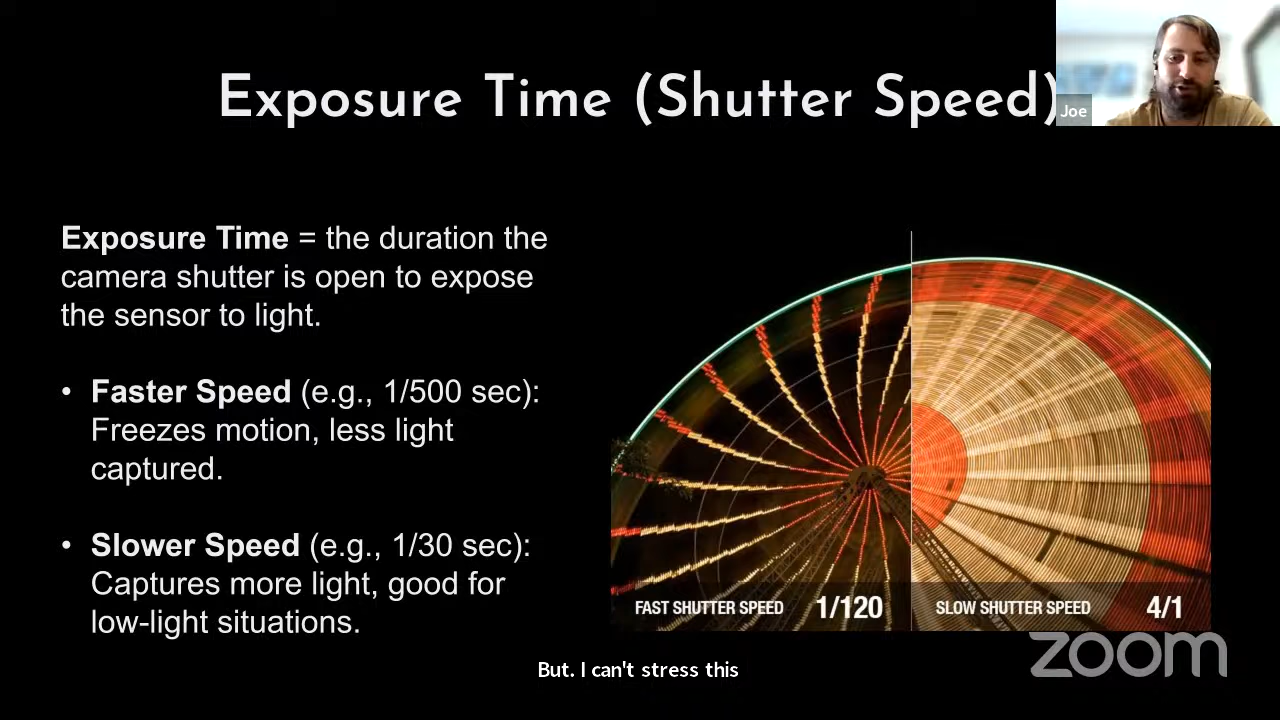 Exposure Time (Shutter Speed)
Joe
Exposure Time = the duration the
camera shutter is open to expose
the sensor to light.
• Faster Speed (e.g., 1/500 sec):
Freezes motion, less light
captured.
• Slower Speed (e.g., 1/30 sec):
Captures more light, good for
low-light situations.
FAST SHUTTER SPEED 1/120
SLOW SHUTTER SPEED 4/1
But. I can't stress this
zoom